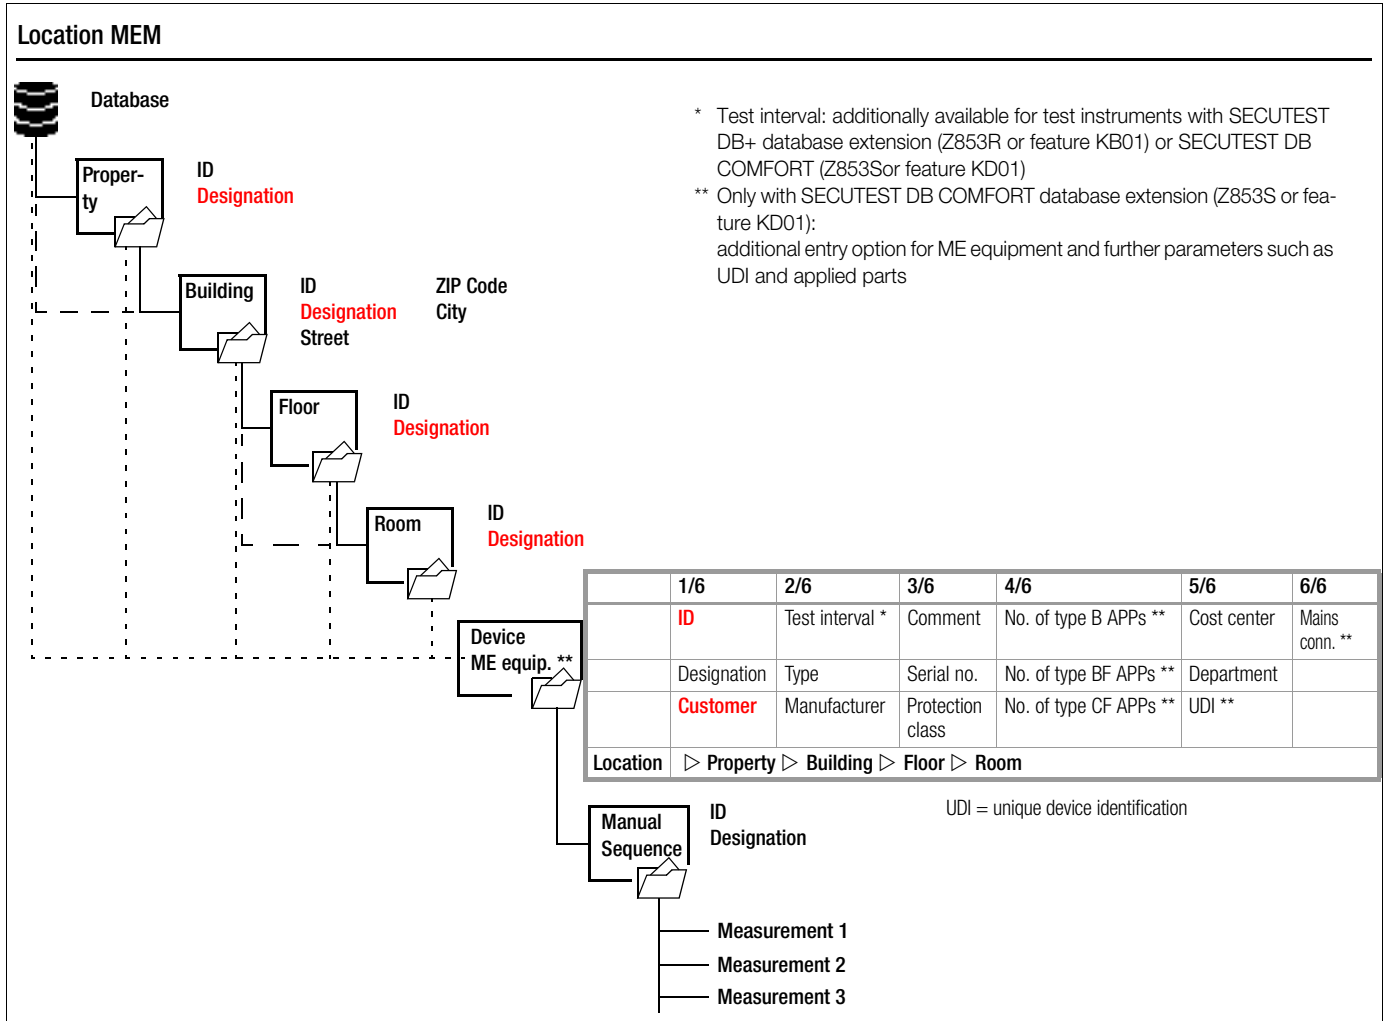 Location MEM
Database
* Test interval: additionally available for test instruments with SECUTEST
DB+ database extension (Z853R or feature KB01) or SECUTEST DB
COMFORT (Z853Sor feature KD01)
** Only with SECUTEST DB COMFORT database extension (Z853S or fea-
ture KD01):
additional entry option for ME equipment and further parameters such as
UDI and applied parts
Proper-
ty
ID
Designation
Building
ID ZIP Code
Designation City
Street
Floor
ID
Designation
Room
ID
Designation
Device
ME equip. **
1/6 2/6 3/6 4/6 5/6 6/6
ID Test interval * Comment No. of type B APPs ** Cost center Mains
conn. **
Designation Type Serial no. No. of type BF APPs ** Department
Customer Manufacturer Protection No. of type CF APPs ** UDI **
class
Location ▷ Property ▷ Building ▷ Floor ▷ Room
UDI = unique device identification
Manual
Sequence
ID
Designation
Measurement 1
Measurement 2
Measurement 3